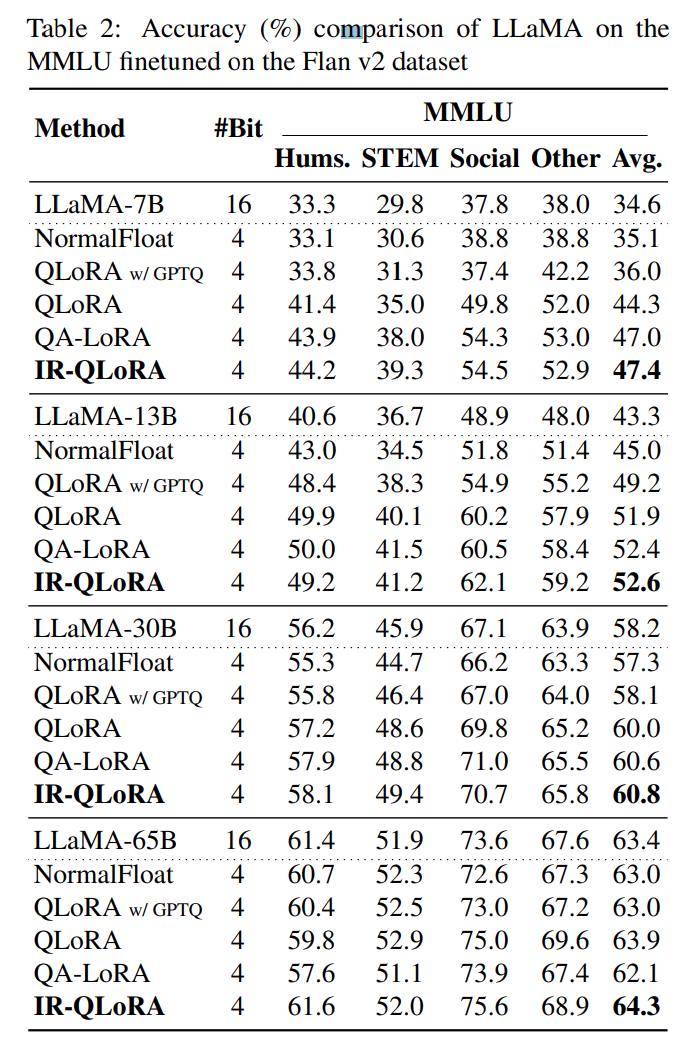 Table 2: Accuracy (%) comparison of LLaMA on the
MMLU finetuned on the Flan v2 dataset
Method #Bit MMLU
Hums. STEM Social Other Avg.
LLaMA-7B 16 33.3 29.8 37.8 38.0 34.6
NormalFloat 4 33.1 30.6 38.8 38.8 35.1
QLoRA w/ GPTQ 4 33.8 31.3 37.4 42.2 36.0
QLoRA 4 41.4 35.0 49.8 52.0 44.3
QA-LoRA 4 43.9 38.0 54.3 53.0 47.0
IR-QLoRA 4 44.2 39.3 54.5 52.9 47.4
LLaMA-13B 16 40.6 36.7 48.9 48.0 43.3
NormalFloat 4 43.0 34.5 51.8 51.4 45.0
QLoRA w/ GPTQ 4 48.4 38.3 54.9 55.2 49.2
QLoRA 4 49.9 40.1 60.2 57.9 51.9
QA-LoRA 4 50.0 41.5 60.5 58.4 52.4
IR-QLoRA 4 49.2 41.2 62.1 59.2 52.6
LLaMA-30B 16 56.2 45.9 67.1 63.9 58.2
NormalFloat 4 55.3 44.7 66.2 63.3 57.3
QLoRA w/ GPTQ 4 55.8 46.4 67.0 64.0 58.1
QLoRA 4 57.2 48.6 69.8 65.2 60.0
QA-LoRA 4 57.9 48.8 71.0 65.5 60.6
IR-QLoRA 4 58.1 49.4 70.7 65.8 60.8
LLaMA-65B 16 61.4 51.9 73.6 67.6 63.4
NormalFloat 4 60.7 52.3 72.6 67.3 63.0
QLoRA w/ GPTQ 4 60.4 52.5 73.0 67.2 63.0
QLoRA 4 59.8 52.9 75.0 69.6 63.9
QA-LoRA 4 57.6 51.1 73.9 67.4 62.1
IR-QLoRA 4 61.6 52.0 75.6 68.9 64.3